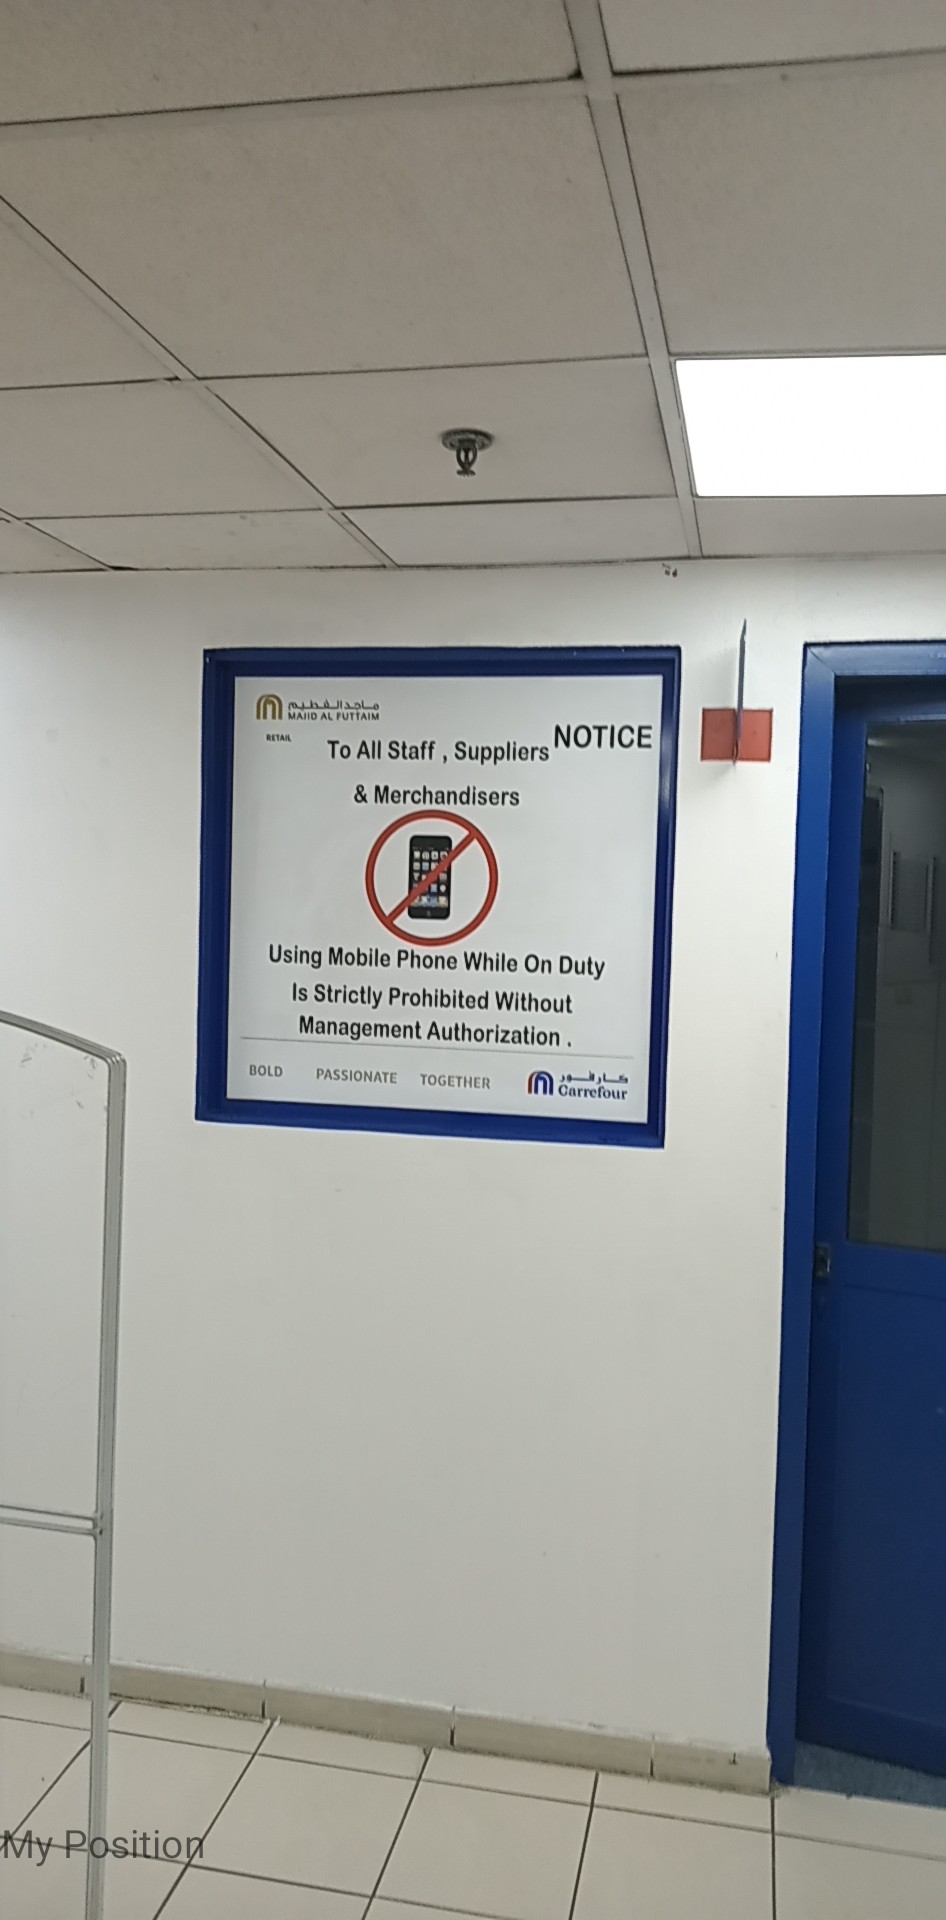 ماجد الفطيم
MAJID AL FUTTAIM
RETAIL
NOTICE
To All Staff , Suppliers
& Merchandisers
Using Mobile Phone While On Duty
Is Strictly Prohibited Without
Management Authorization .
BOLD PASSIONATE TOGETHER
كارفور
Carrefour
My Position